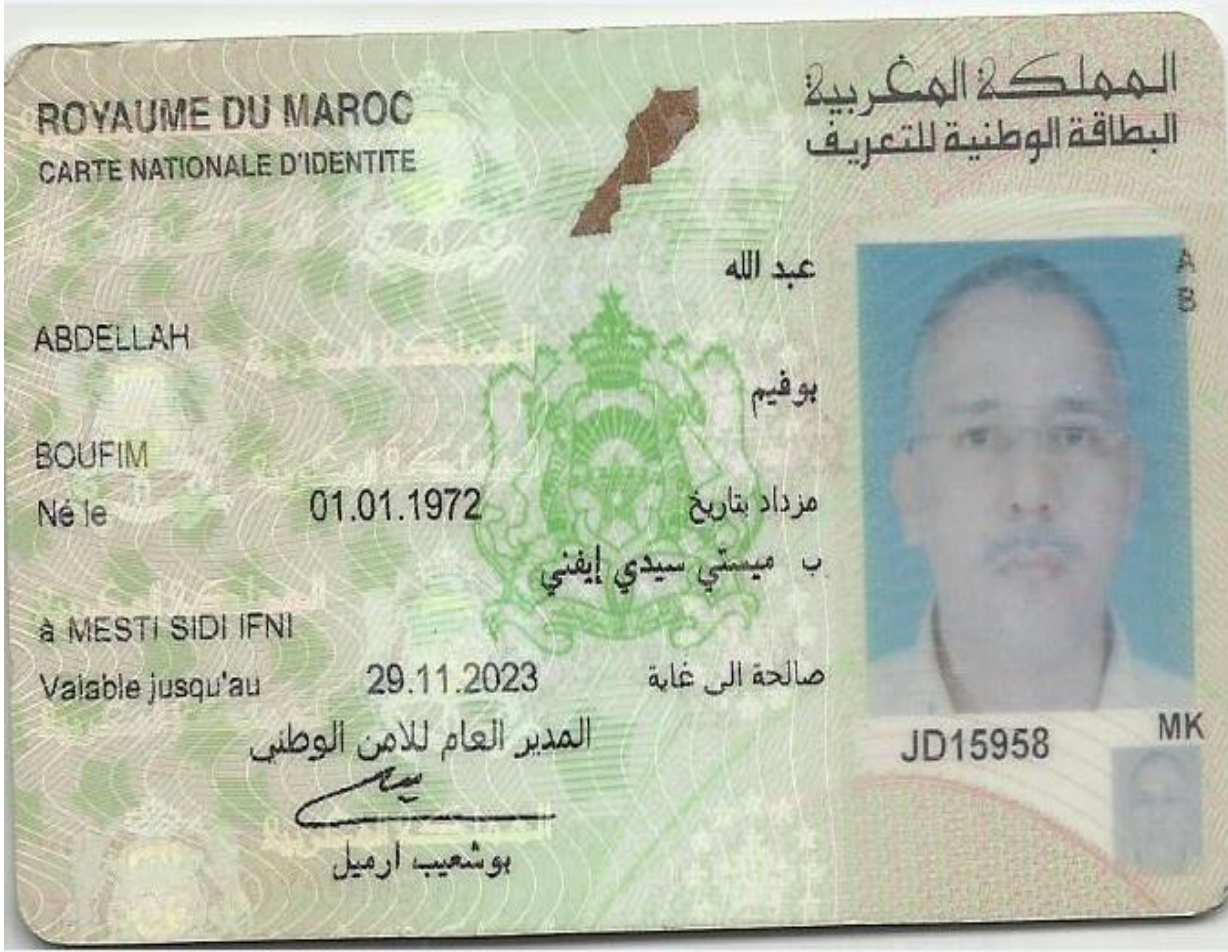 ROYAUME DU MAROC
المملكة المغربية
CARTE NATIONALE D'IDENTITE
البطاقة الوطنية للتعريف
عبد الله
A
B
ABDELLAH
بوفيم
BOUFIM
Né le 01.01.1972 مزداد بتاريخ
ب ميستي سيدي إيفني
à MESTI SIDI IFNI
Valable jusqu'au 29.11.2023 صالحة الى غاية
المدير العام للامن الوطني
JD15958
MK
بوشعيب ارميل